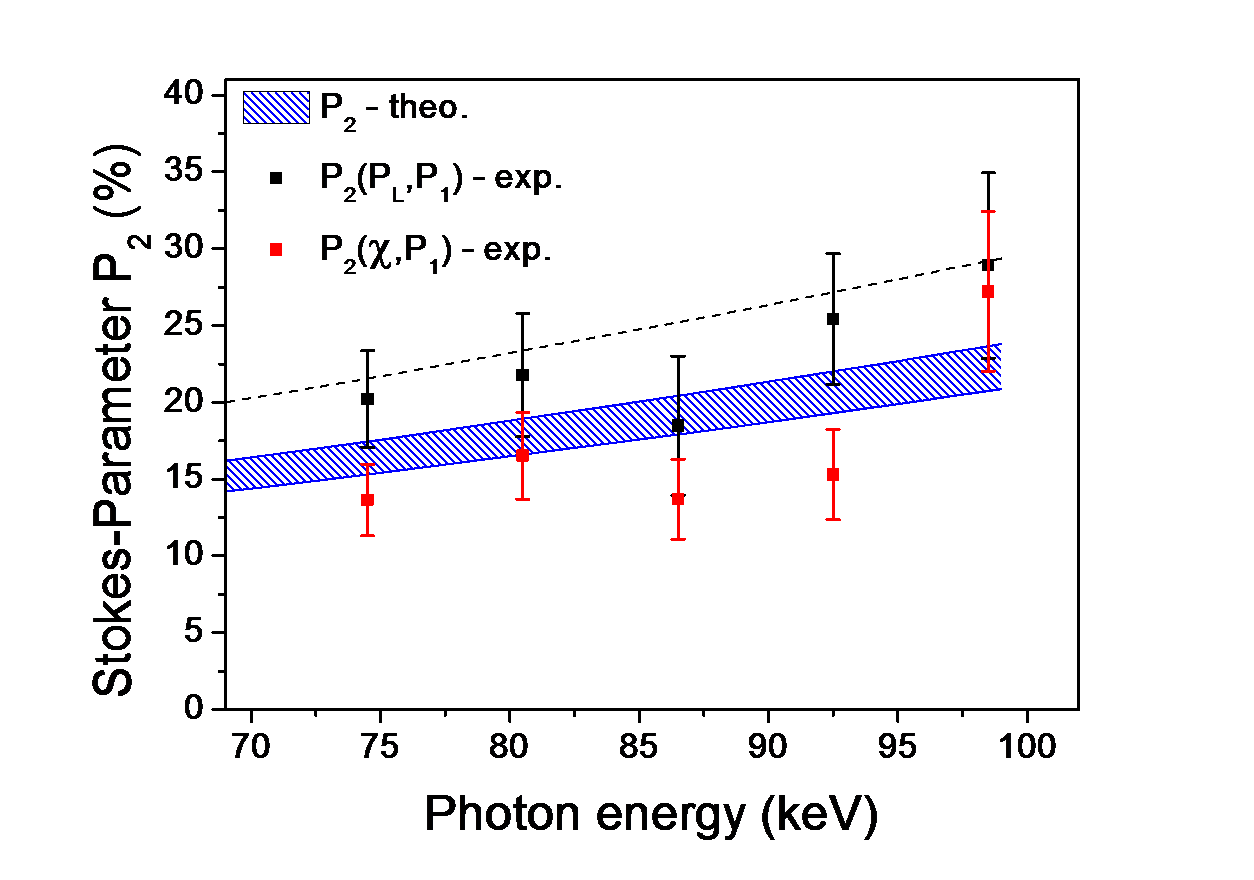 P₂ – theo.
P₂(P_L,P₁) – exp.
P₂(χ,P₁) – exp.
Stokes-Parameter P₂ (%)
40
35
30
25
20
15
10
5
0
70 75 80 85 90 95 100
Photon energy (keV)